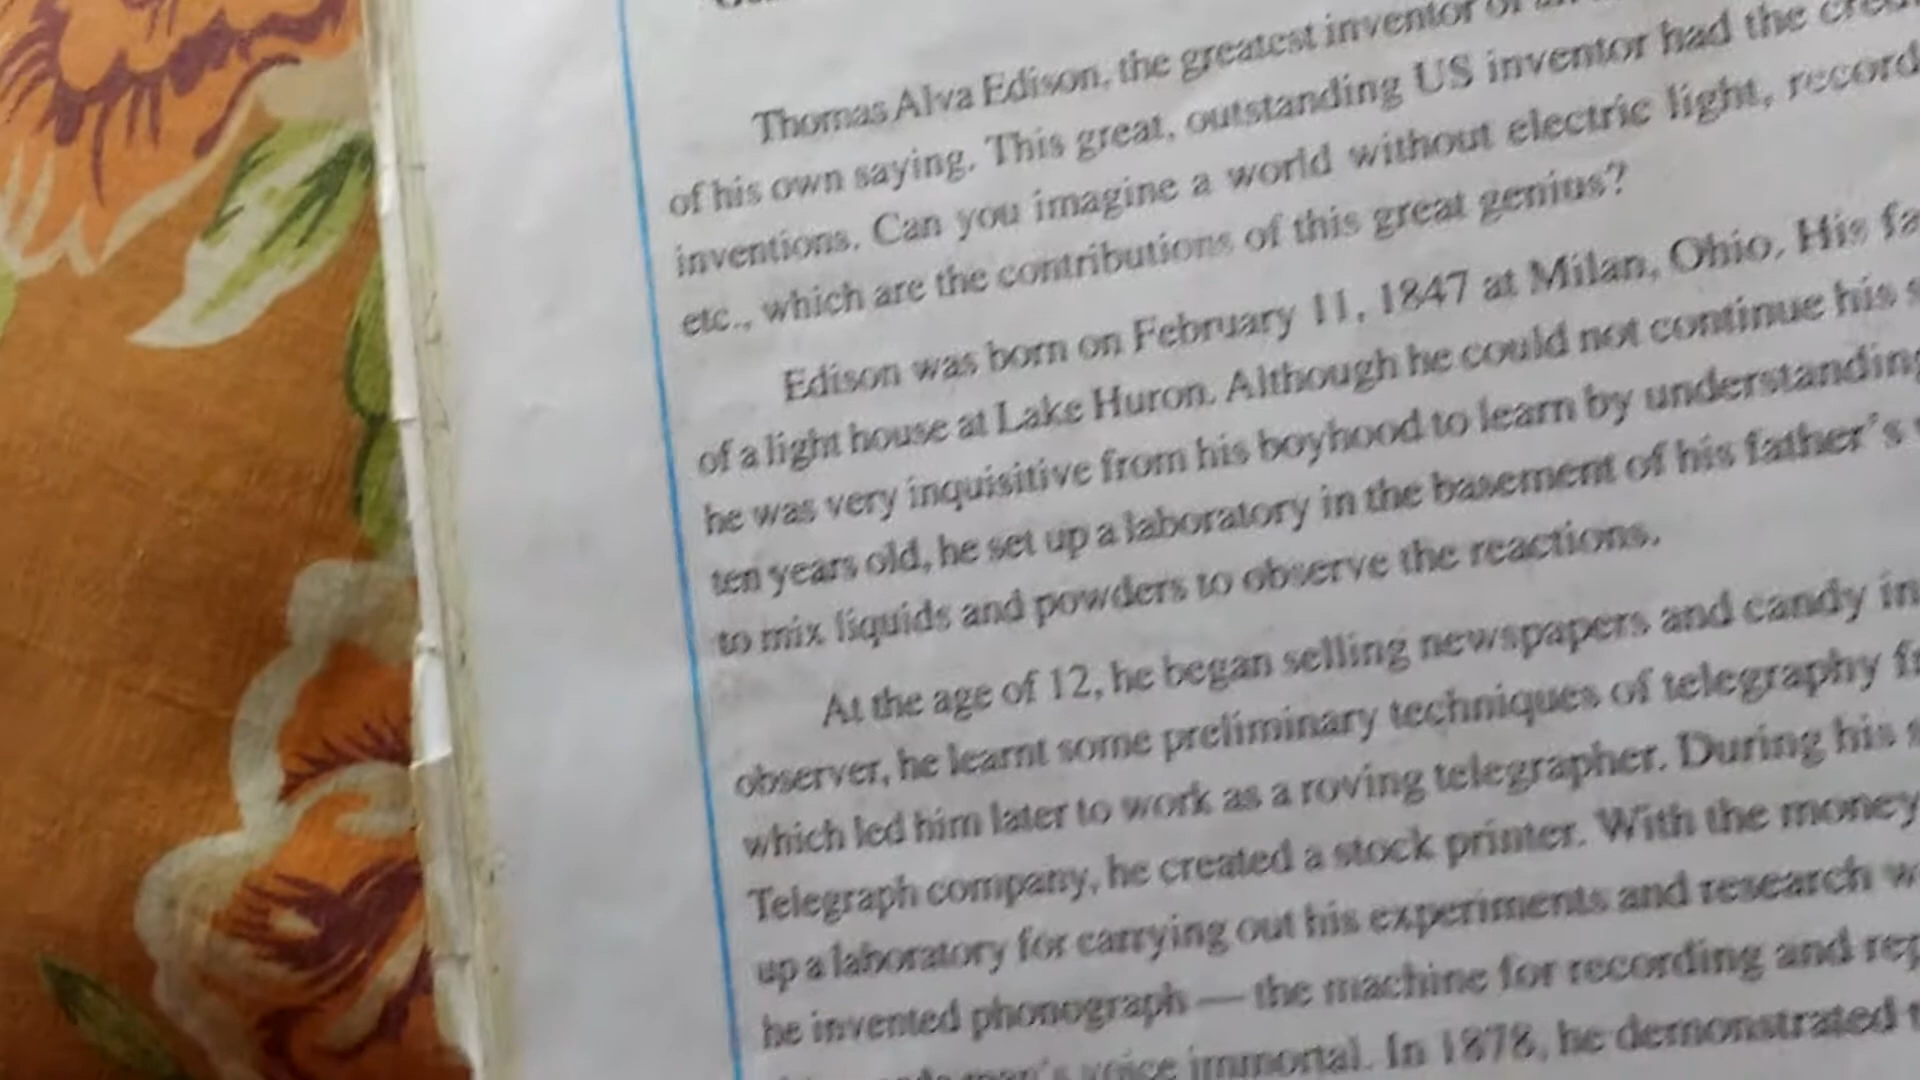 Thomas Alva Edison, the greatest inventor of
of his own saying. This great, outstanding US inventor had the
inventions. Can you imagine a world without electric light, record
etc., which are the contributions of this great genius?
Edison was born on February 11, 1847 at Milan, Ohio. His fa
of a light house at Lake Huron. Although he could not continue his s
he was very inquisitive from his boyhood to learn by understanding
ten years old, he set up a laboratory in the basement of his father's
to mix liquids and powders to observe the reactions.
At the age of 12, he began selling newspapers and candy in
observer, he learnt some preliminary techniques of telegraphy fr
which led him later to work as a roving telegrapher. During his s
Telegraph company, he created a stock printer. With the money
up a laboratory for carrying out his experiments and research w
he invented phonograph — the machine for recording and rep
man's voice immortal. In 1878, he demonstrated t